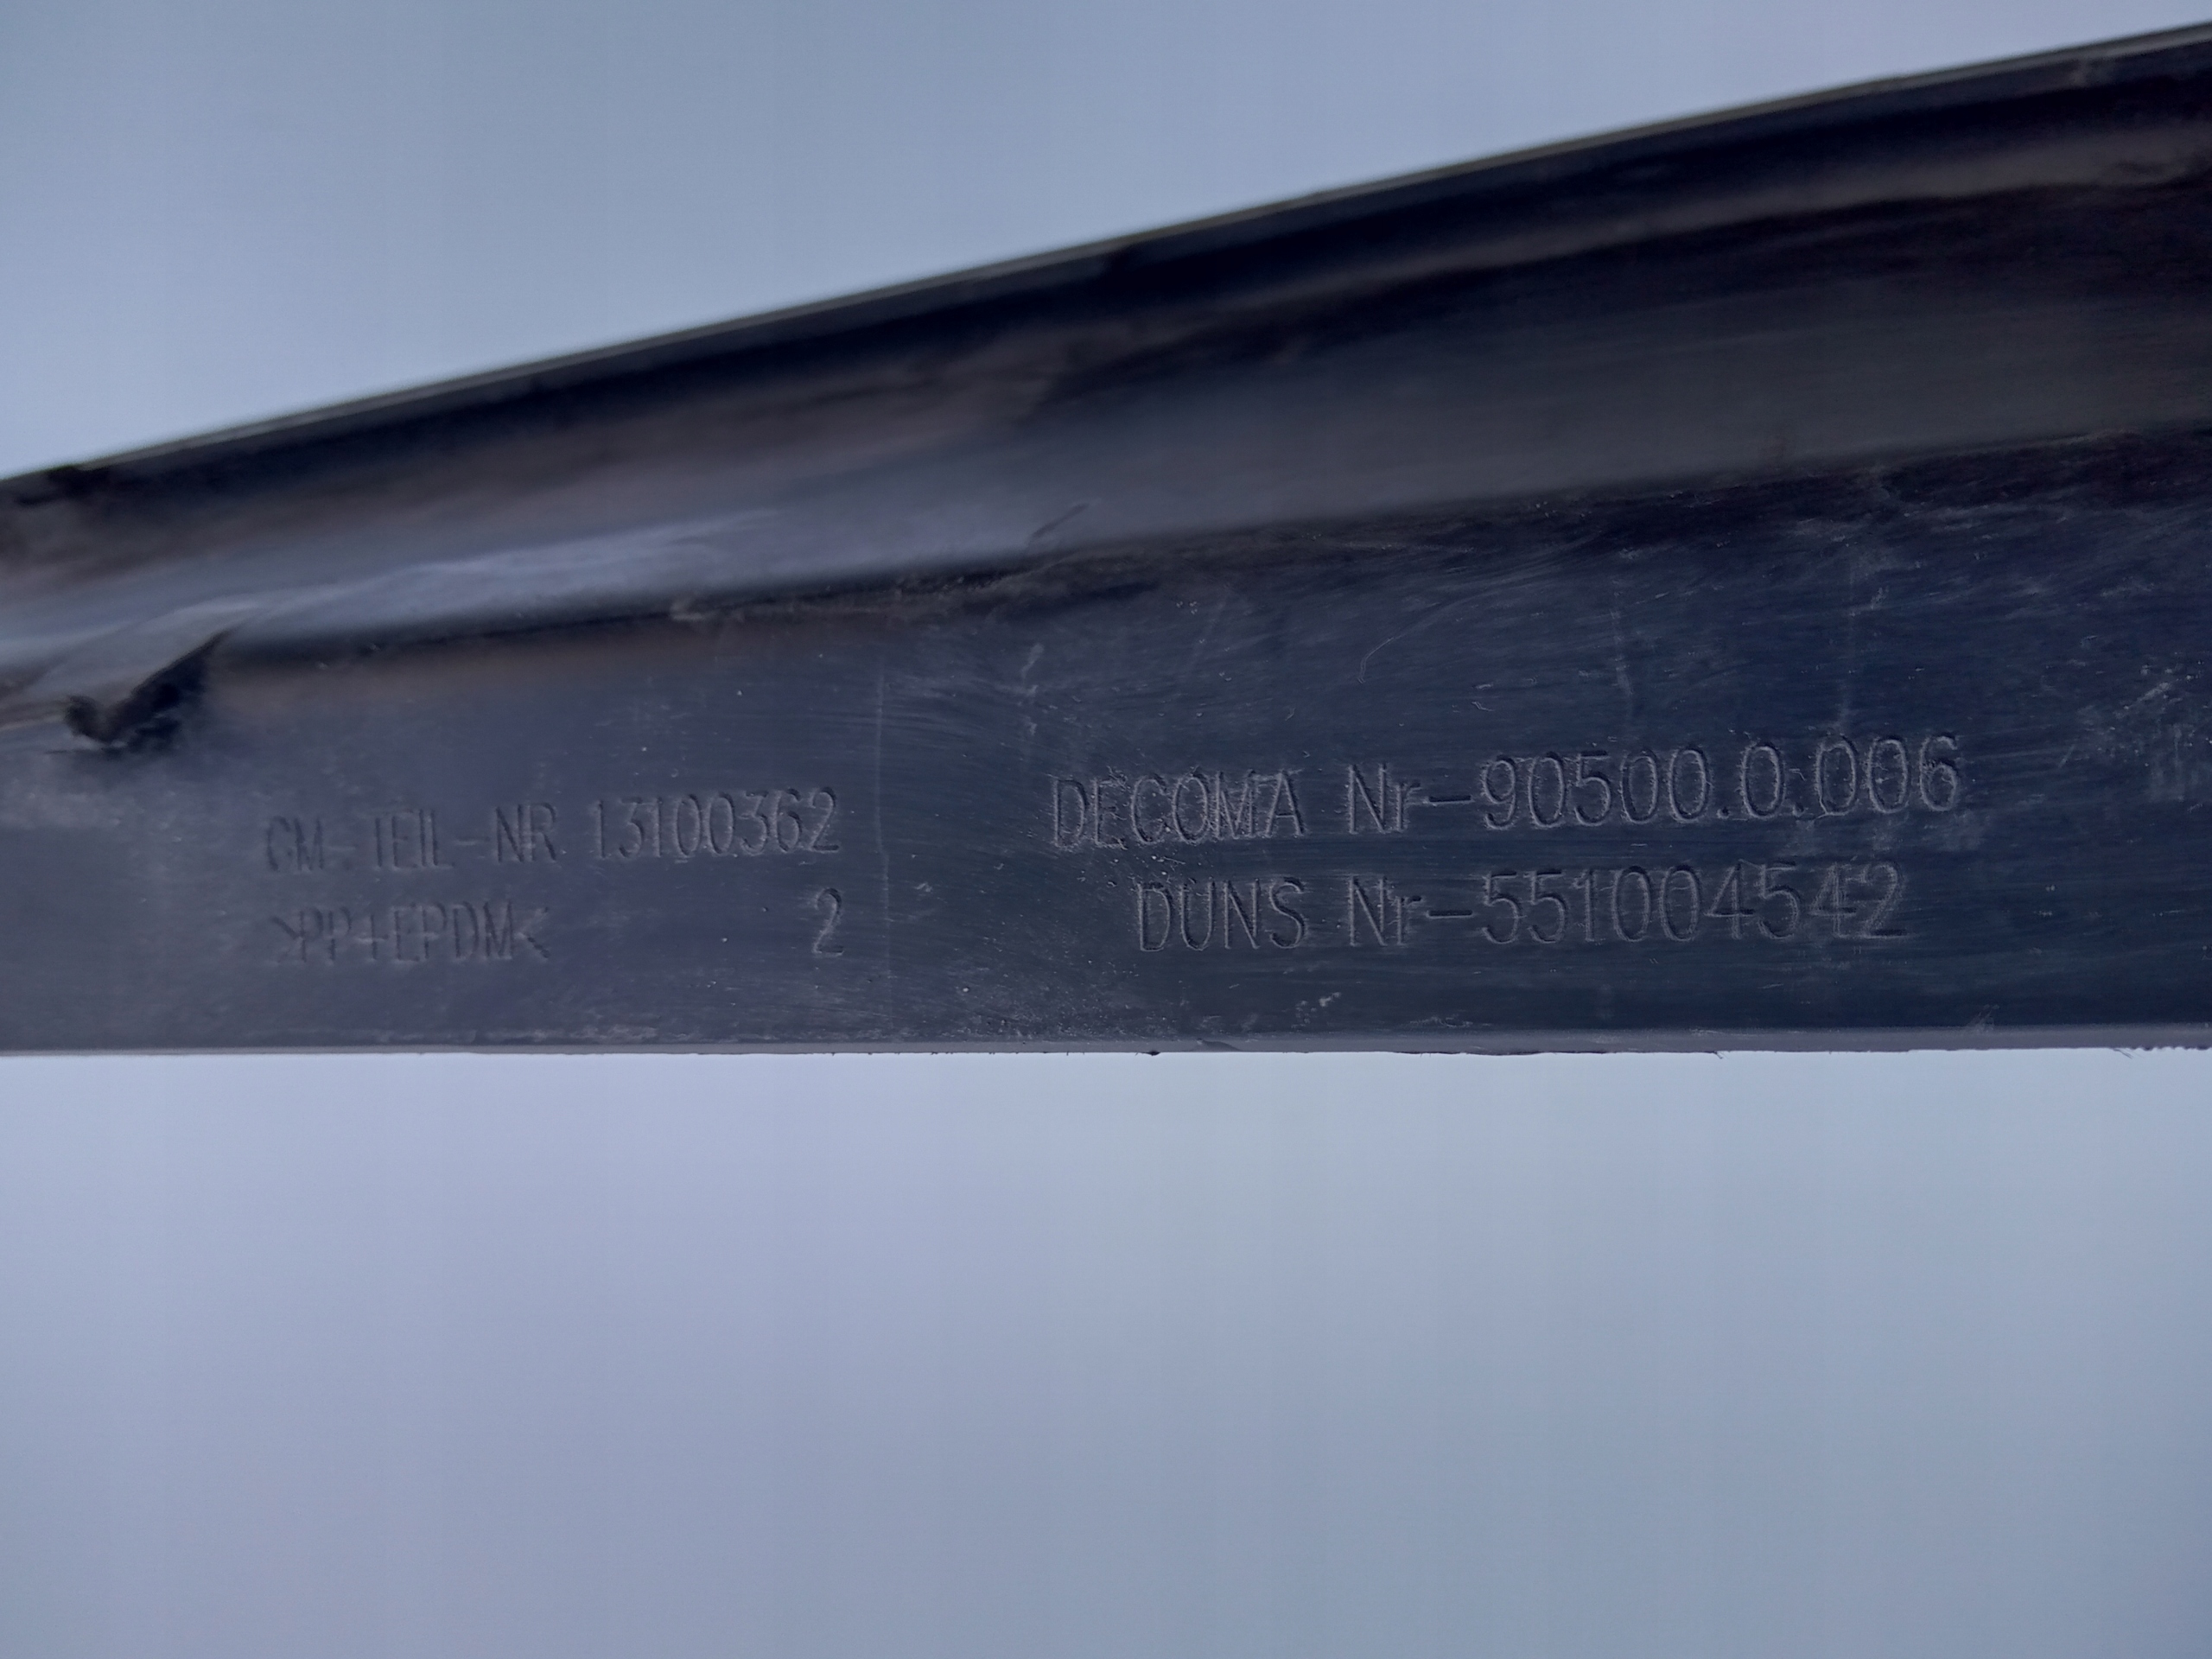 GM-TEIL-NR 13100362
>PP+EPDM< 2
DECOMA Nr-90500.0.006
DUNS Nr-551004542